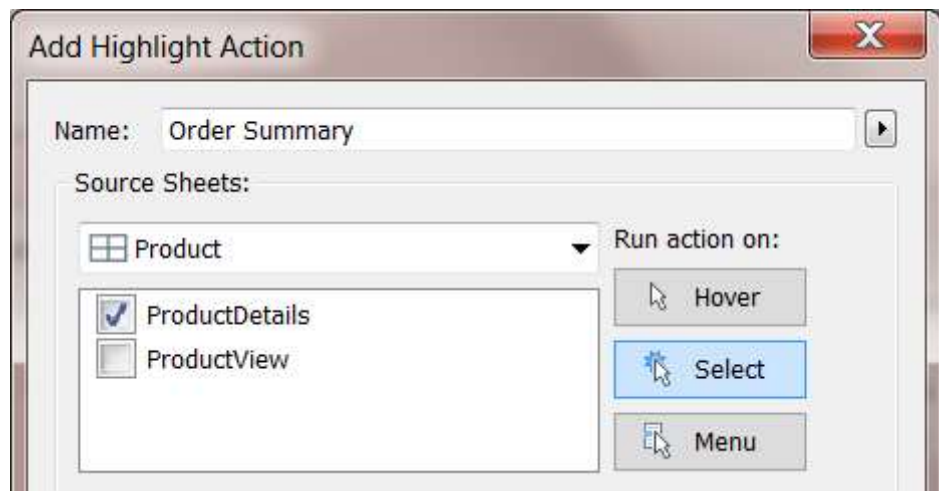 Add Highlight Action
Name: Order Summary
Source Sheets:
Product
Run action on:
ProductDetails
ProductView
Hover
Select
Menu